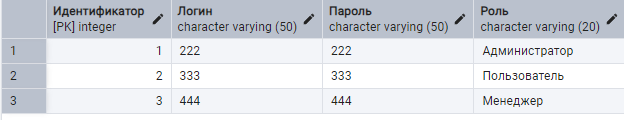 Идентификатор Логин Пароль Роль
[PK] integer character varying (50) character varying (50) character varying (20)
1 1 222 222 Администратор
2 2 333 333 Пользователь
3 3 444 444 Менеджер